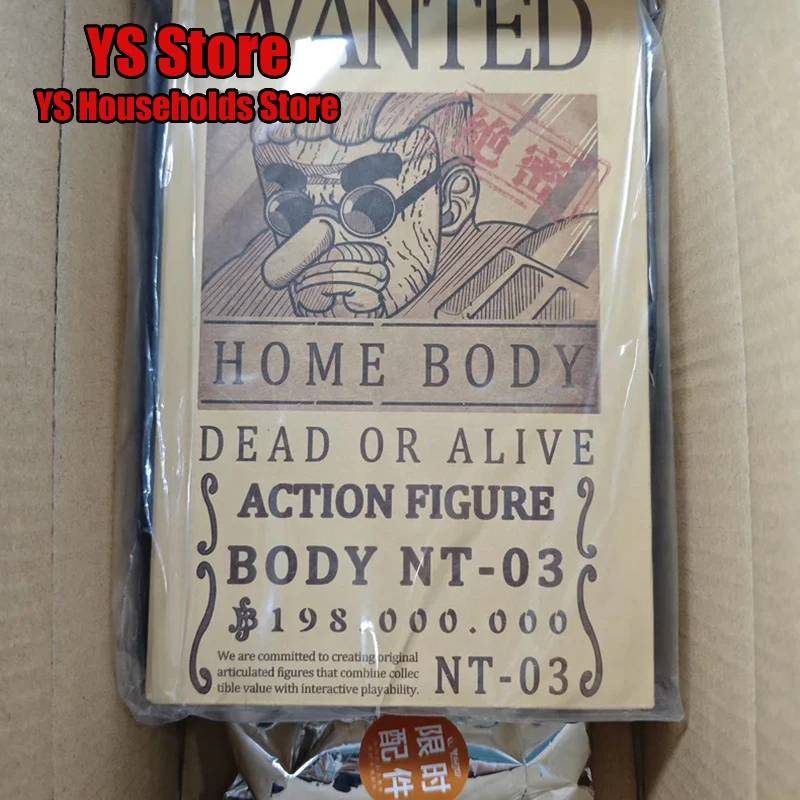 WANTED
YS Store
YS Households Store
绝密
HOME BODY
DEAD OR ALIVE
ACTION FIGURE
BODY NT-03
฿198.000.000
We are committed to creating original
articulated figures that combine collec
tible value with interactive playability.
NT-03
限时
配件